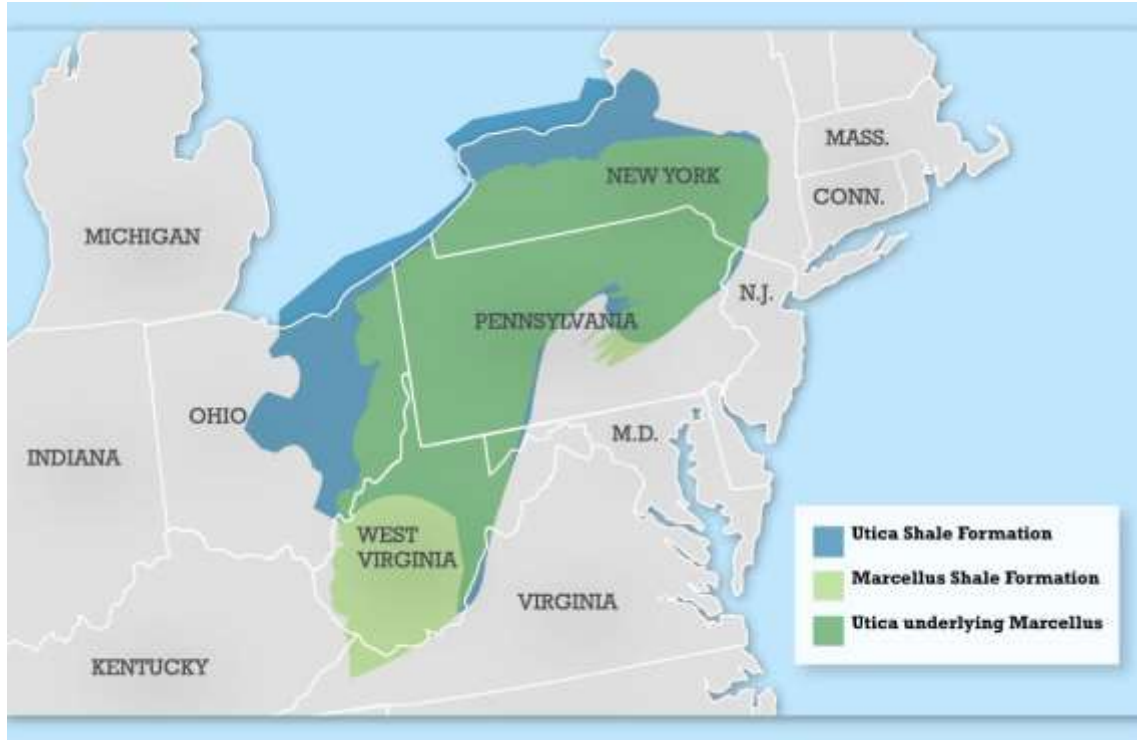 MASS.
NEW YORK
CONN.
MICHIGAN
N.J.
PENNSYLVANIA
OHIO
M.D.
INDIANA
WEST
VIRGINIA
VIRGINIA
KENTUCKY
Utica Shale Formation
Marcellus Shale Formation
Utica underlying Marcellus